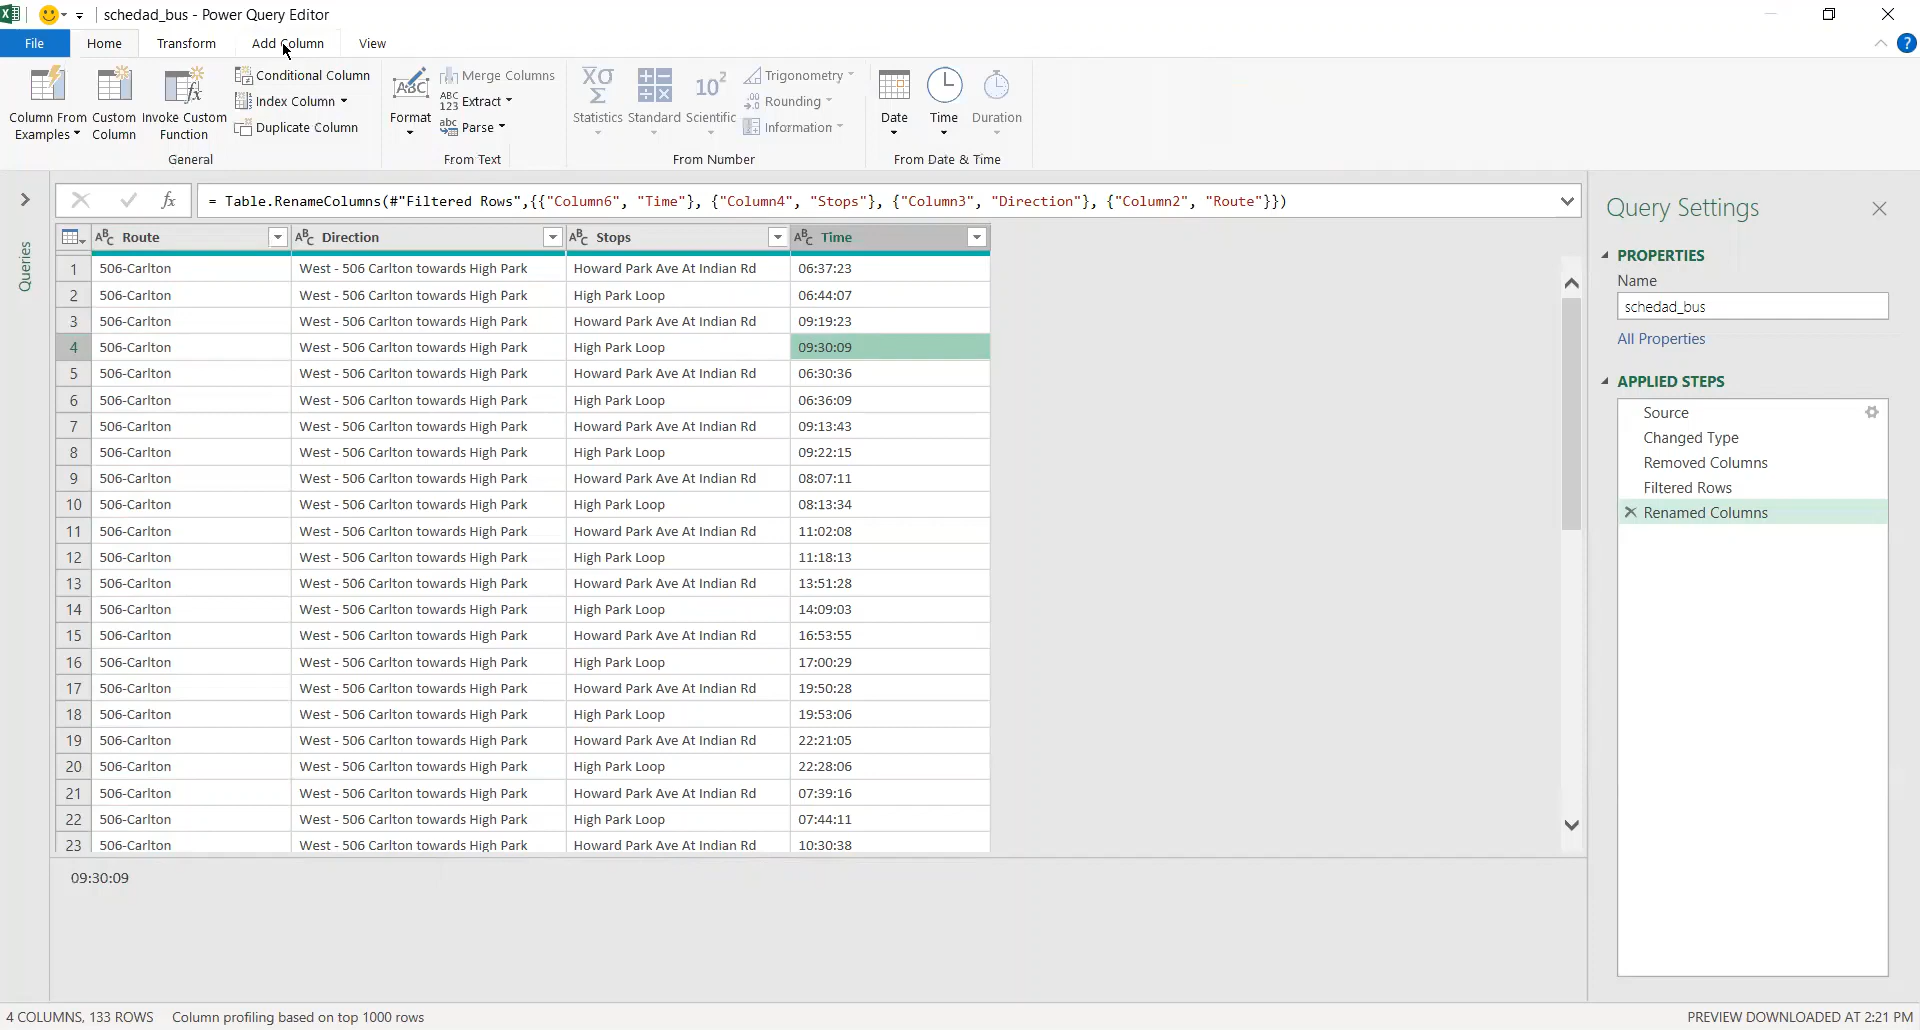 schedad_bus - Power Query Editor
File Home Transform Add Column View
Column From Examples
Custom Column
Invoke Custom Function
Conditional Column
Index Column
Duplicate Column
General
Format
Merge Columns
Extract
Parse
From Text
Statistics
Standard
Scientific
Trigonometry
Rounding
Information
From Number
Date
Time
Duration
From Date & Time
= Table.RenameColumns(#"Filtered Rows",{{"Column6", "Time"}, {"Column4", "Stops"}, {"Column3", "Direction"}, {"Column2", "Route"}})
Queries
Route Direction Stops Time
1 506-Carlton West - 506 Carlton towards High Park Howard Park Ave At Indian Rd 06:37:23
2 506-Carlton West - 506 Carlton towards High Park High Park Loop 06:44:07
3 506-Carlton West - 506 Carlton towards High Park Howard Park Ave At Indian Rd 09:19:23
4 506-Carlton West - 506 Carlton towards High Park High Park Loop 09:30:09
5 506-Carlton West - 506 Carlton towards High Park Howard Park Ave At Indian Rd 06:30:36
6 506-Carlton West - 506 Carlton towards High Park High Park Loop 06:36:09
7 506-Carlton West - 506 Carlton towards High Park Howard Park Ave At Indian Rd 09:13:43
8 506-Carlton West - 506 Carlton towards High Park High Park Loop 09:22:15
9 506-Carlton West - 506 Carlton towards High Park Howard Park Ave At Indian Rd 08:07:11
10 506-Carlton West - 506 Carlton towards High Park High Park Loop 08:13:34
11 506-Carlton West - 506 Carlton towards High Park Howard Park Ave At Indian Rd 11:02:08
12 506-Carlton West - 506 Carlton towards High Park High Park Loop 11:18:13
13 506-Carlton West - 506 Carlton towards High Park Howard Park Ave At Indian Rd 13:51:28
14 506-Carlton West - 506 Carlton towards High Park High Park Loop 14:09:03
15 506-Carlton West - 506 Carlton towards High Park Howard Park Ave At Indian Rd 16:53:55
16 506-Carlton West - 506 Carlton towards High Park High Park Loop 17:00:29
17 506-Carlton West - 506 Carlton towards High Park Howard Park Ave At Indian Rd 19:50:28
18 506-Carlton West - 506 Carlton towards High Park High Park Loop 19:53:06
19 506-Carlton West - 506 Carlton towards High Park Howard Park Ave At Indian Rd 22:21:05
20 506-Carlton West - 506 Carlton towards High Park High Park Loop 22:28:06
21 506-Carlton West - 506 Carlton towards High Park Howard Park Ave At Indian Rd 07:39:16
22 506-Carlton West - 506 Carlton towards High Park High Park Loop 07:44:11
23 506-Carlton West - 506 Carlton towards High Park Howard Park Ave At Indian Rd 10:30:38
09:30:09
Query Settings
PROPERTIES
Name
schedad_bus
All Properties
APPLIED STEPS
Source
Changed Type
Removed Columns
Filtered Rows
Renamed Columns
4 COLUMNS, 133 ROWS Column profiling based on top 1000 rows
PREVIEW DOWNLOADED AT 2:21 PM